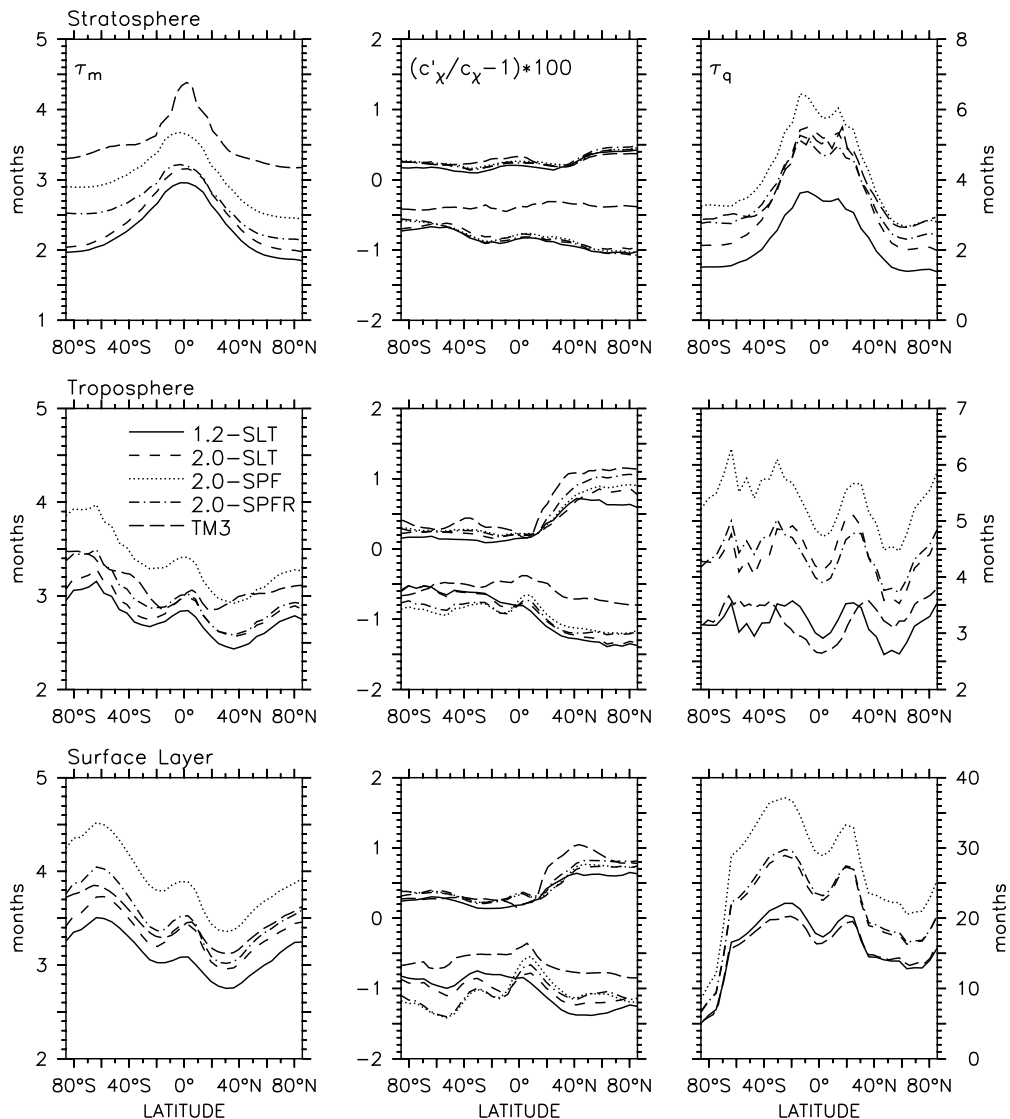 Stratosphere
5 2 8
τm (c'χ/cχ−1)*100 τq
4 1 6
months
3 0 4
months
2 −1 2
1 −2 0
80°S 40°S 0° 40°N 80°N 80°S 40°S 0° 40°N 80°N 80°S 40°S 0° 40°N 80°N
Troposphere
5 2 7
1.2−SLT
2.0−SLT
2.0−SPF
2.0−SPFR
TM3
6
4 1
5
months
3 0 4
months
−1 3
2 −2 2
80°S 40°S 0° 40°N 80°N 80°S 40°S 0° 40°N 80°N 80°S 40°S 0° 40°N 80°N
Surface Layer
5 2 40
4 1 30
months
0 20
months
3 −1 10
2 −2 0
80°S 40°S 0° 40°N 80°N 80°S 40°S 0° 40°N 80°N 80°S 40°S 0° 40°N 80°N
LATITUDE LATITUDE LATITUDE